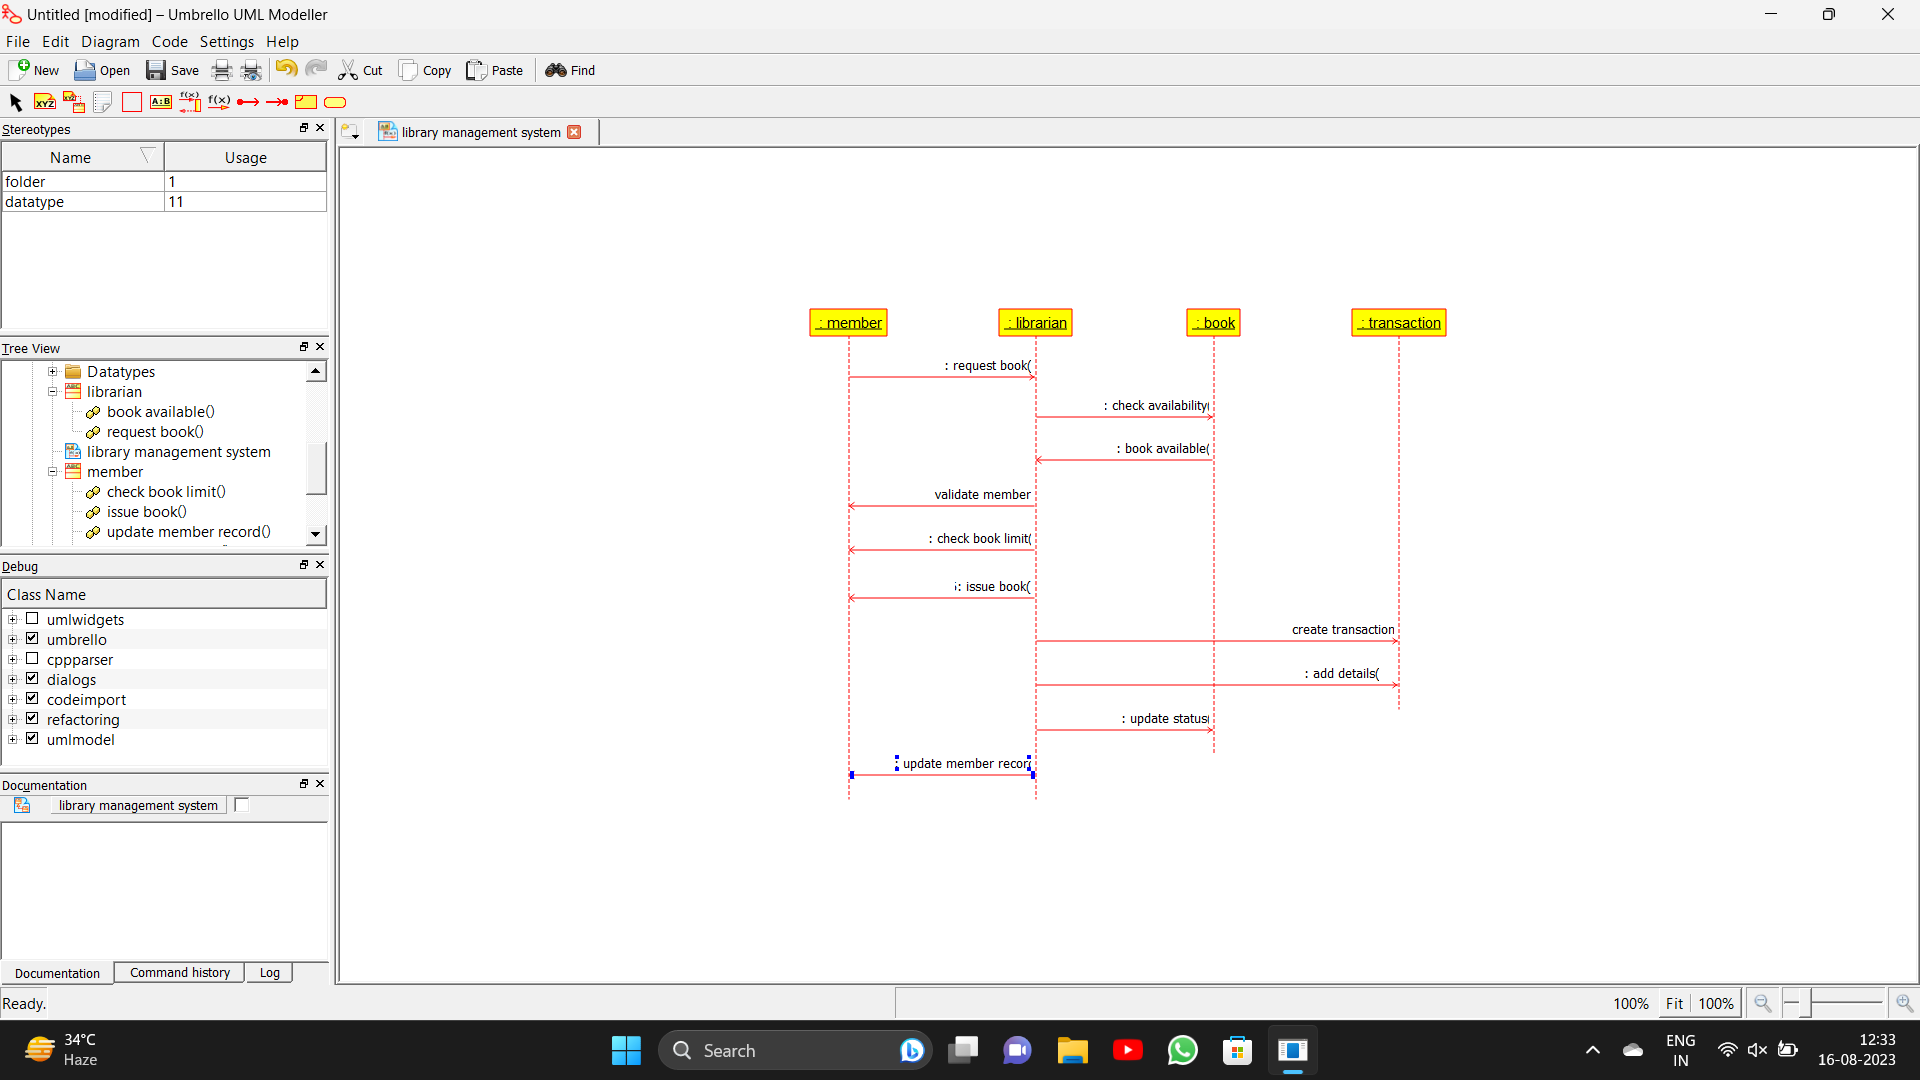 Untitled [modified] – Umbrello UML Modeller
File Edit Diagram Code Settings Help
New Open Save Cut Copy Paste Find
XYZ XYZ A:B f(x) f(x)
Stereotypes
library management system
Name Usage
folder 1
datatype 11
Tree View
Datatypes
librarian
book available()
request book()
library management system
member
check book limit()
issue book()
update member record()
Debug
Class Name
umlwidgets
umbrello
cppparser
dialogs
codeimport
refactoring
umlmodel
Documentation
library management system
Documentation Command history Log
: member : librarian : book : transaction
: request book(
: check availability(
: book available(
validate member
: check book limit(
: issue book(
create transaction
: add details(
: update status(
: update member recor
Ready.
100% Fit 100%
34°C
Haze
Search
ENG
IN
12:33
16-08-2023